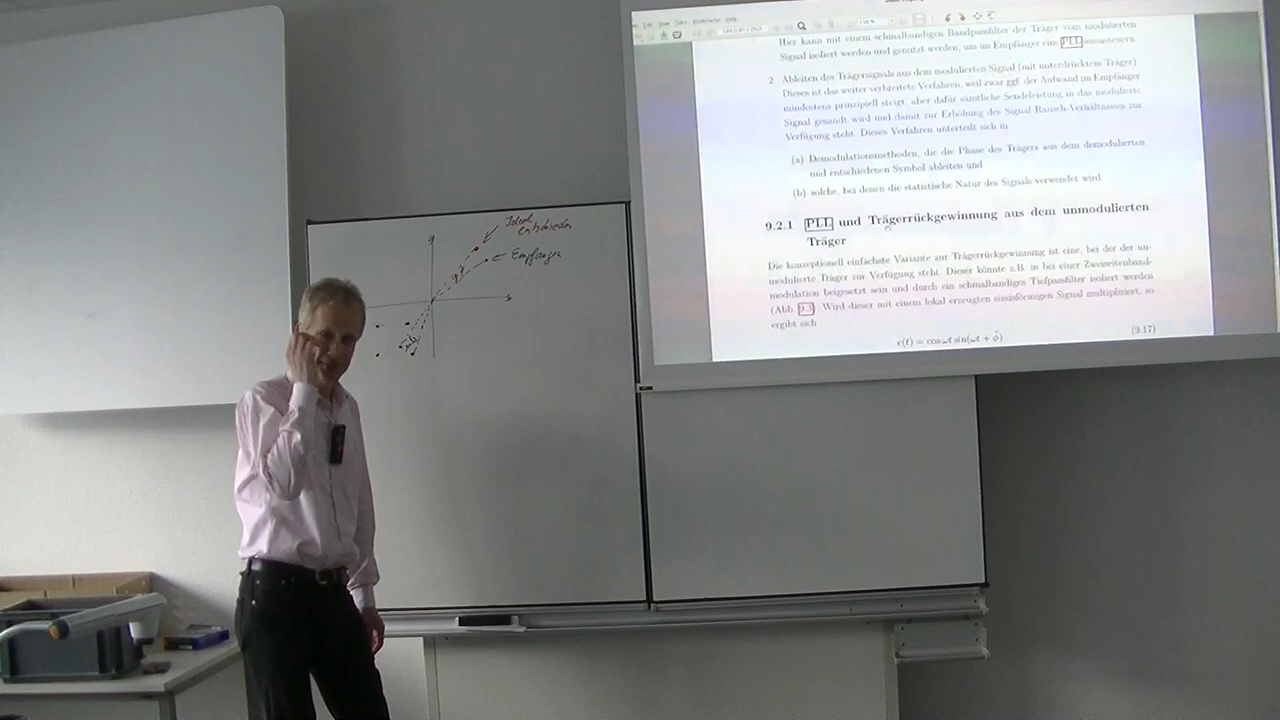 Hier kann mit einem schmalbandigen Bandpassfilter der Träger vom modulierten
Signal isoliert werden und genutzt werden, um im Empfänger eine PLL anzusteuern.
2 Ableiten des Trägersignals aus dem modulierten Signal (mit unterdrücktem Träger)
Dieses ist das weiter verbreitete Verfahren, weil zwar ggf. der Aufwand im Empfänger
mindestens prinzipiell steigt, aber dafür sämtliche Sendeleistung in das modulierte
Signal gesandt wird und damit zur Erhöhung des Signal Rausch-Verhältnisses zur
Verfügung steht. Dieses Verfahren unterteilt sich in
(a) Demodulationsmethoden, die die Phase des Trägers aus dem demodulierten
und entschiedenen Symbol ableiten und
(b) solche, bei denen die statistische Natur des Signals verwendet wird.
9.2.1 PLL und Trägerrückgewinnung aus dem unmodulierten
Träger
Die konzeptionell einfachste Variante zur Trägerrückgewinnung ist eine, bei der der un-
modulierte Träger zur Verfügung steht. Dieser könnte z.B. in bei einer Zweiseitenband-
modulation beigesetzt sein und durch ein schmalbandiges Tiefpassfilter isoliert werden
(Abb. 9.3). Wird dieser mit einem lokal erzeugten sinusförmigen Signal multipliziert, so
ergibt sich
e(t) = cos ωt sin(ωt + φ̂) (9.17)
Ideal
entschieden
Empfangen